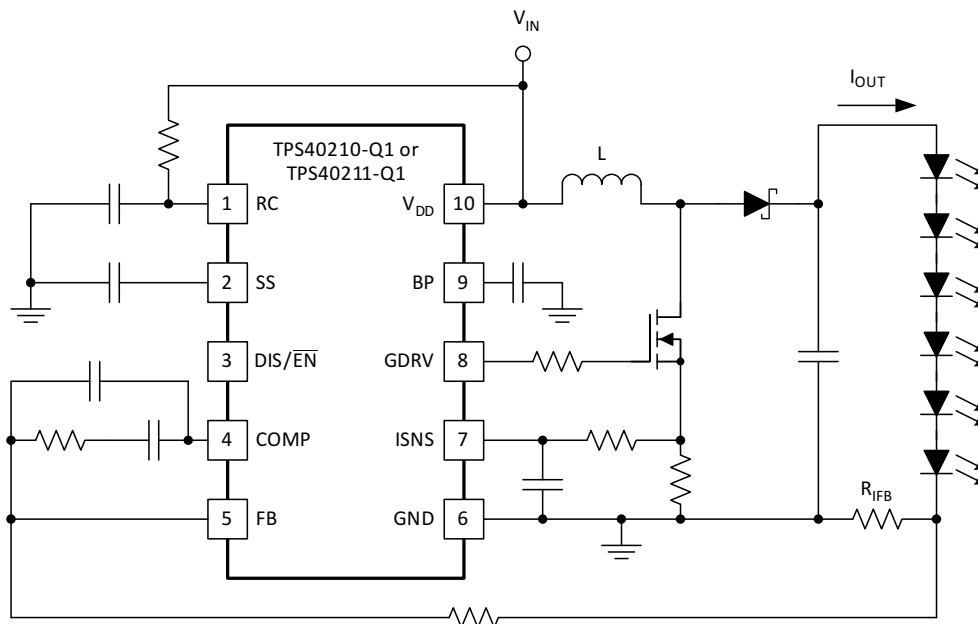 V_IN
I_OUT
TPS40210-Q1 or
TPS40211-Q1
L
1 RC
V_DD 10
2 SS
BP 9
3 DIS/E̅N̅
GDRV 8
4 COMP
ISNS 7
R_IFB
5 FB
GND 6